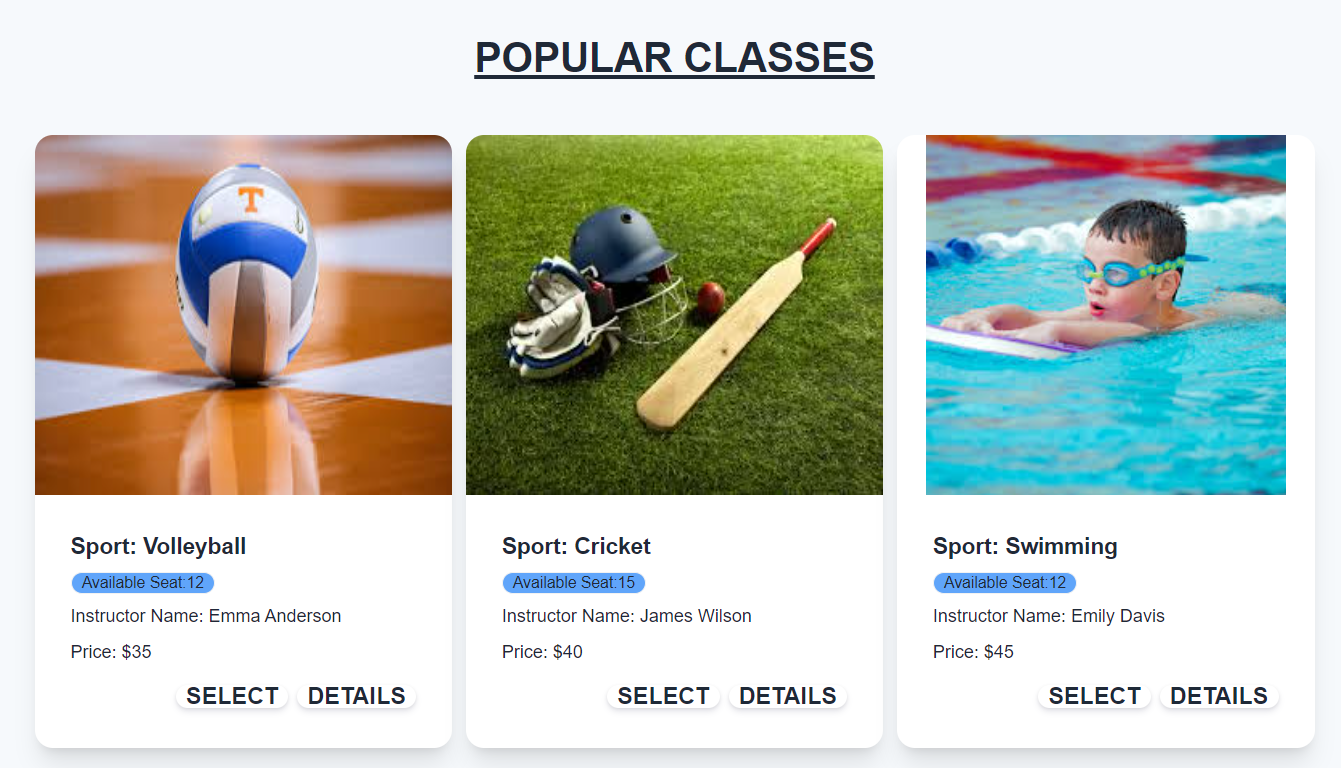 POPULAR CLASSES
T
Sport: Volleyball
Available Seat:12
Instructor Name: Emma Anderson
Price: $35
SELECT DETAILS
Sport: Cricket
Available Seat:15
Instructor Name: James Wilson
Price: $40
SELECT DETAILS
Sport: Swimming
Available Seat:12
Instructor Name: Emily Davis
Price: $45
SELECT DETAILS